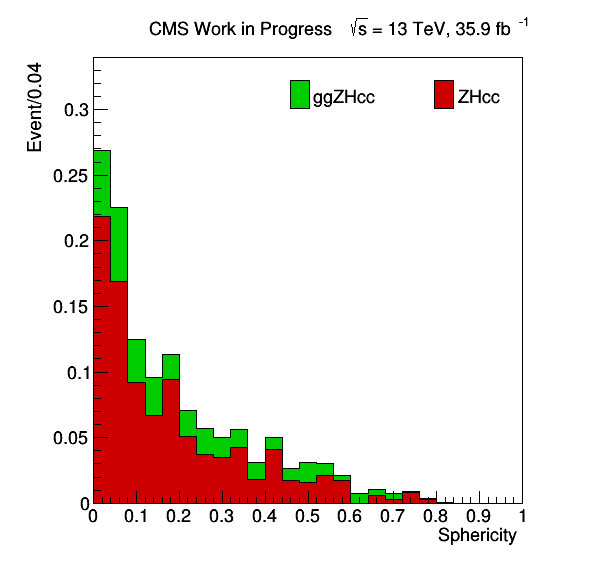 CMS Work in Progress √s = 13 TeV, 35.9 fb -1
Event/0.04
ggZHcc
ZHcc
0.3
0.25
0.2
0.15
0.1
0.05
0
0 0.1 0.2 0.3 0.4 0.5 0.6 0.7 0.8 0.9 1
Sphericity